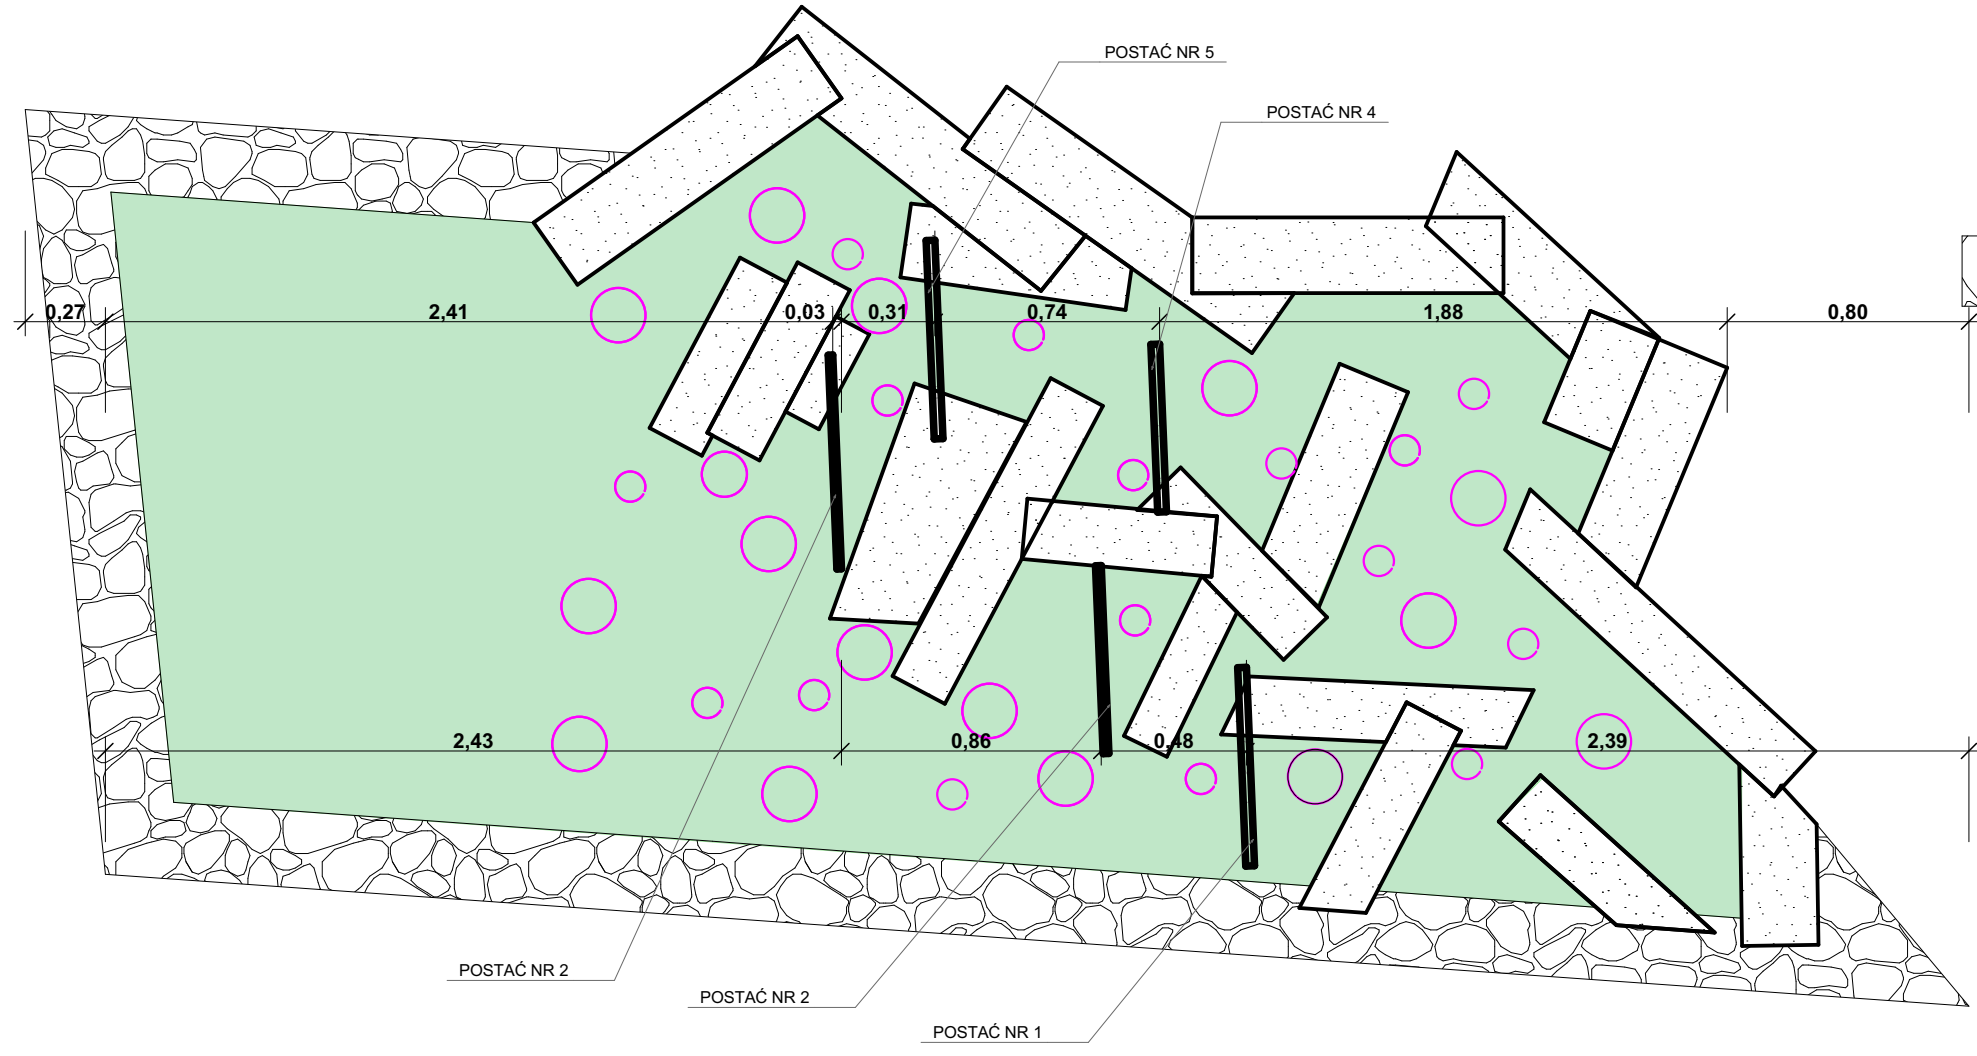 POSTAĆ NR 5
POSTAĆ NR 4
0,27
2,41
0,03
0,31
0,74
1,88
0,80
2,43
0,86
0,48
2,39
POSTAĆ NR 2
POSTAĆ NR 2
POSTAĆ NR 1